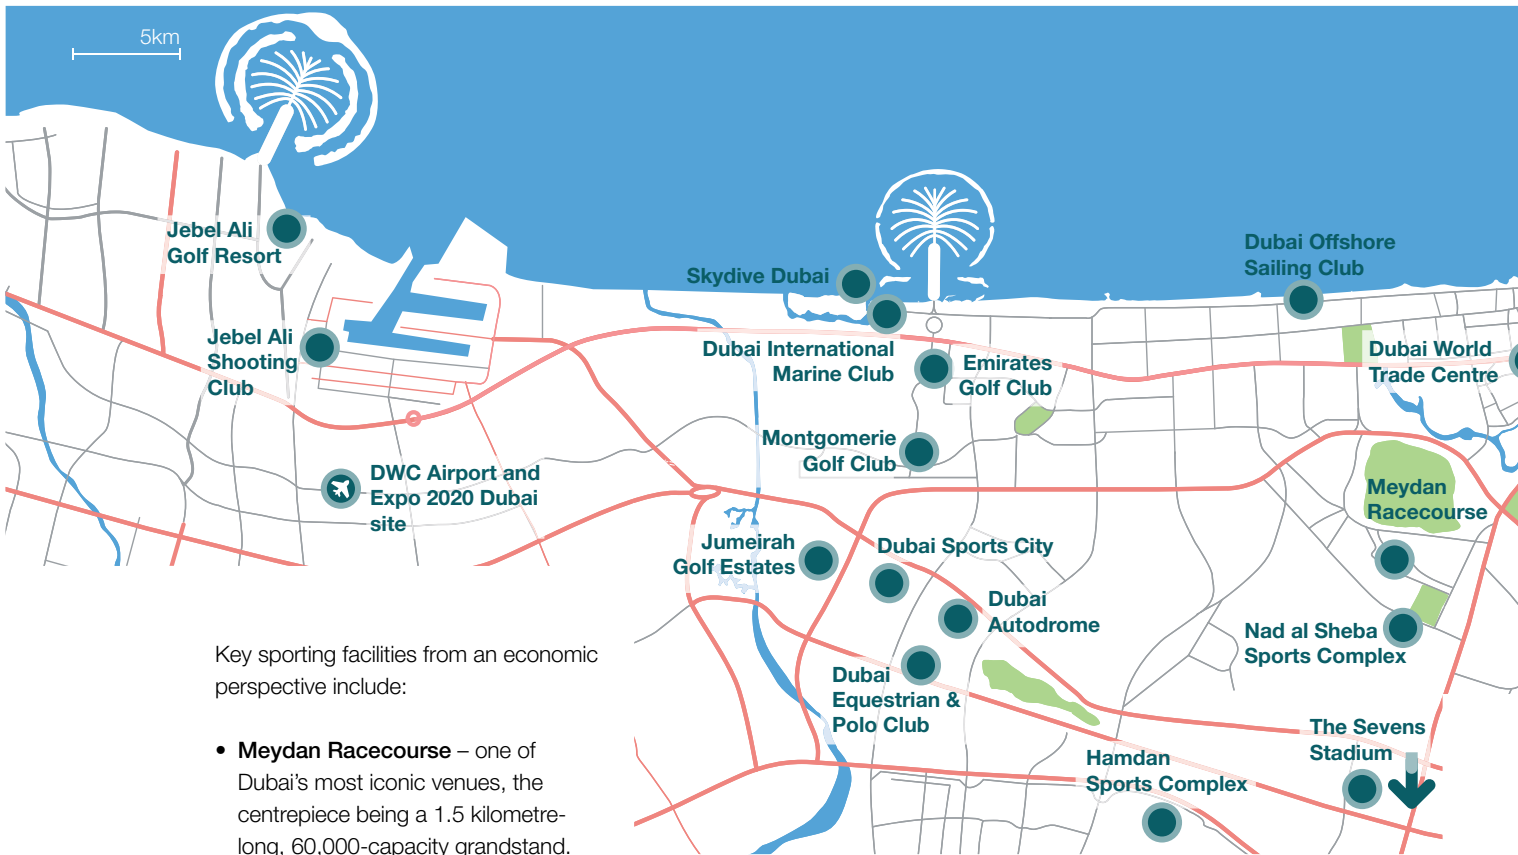 5km
Jebel Ali
Golf Resort
Skydive Dubai
Dubai Offshore
Sailing Club
Jebel Ali
Shooting
Club
Dubai International
Marine Club
Emirates
Golf Club
Dubai World
Trade Centre
Montgomerie
Golf Club
DWC Airport and
Expo 2020 Dubai
site
Meydan
Racecourse
Jumeirah
Golf Estates
Dubai Sports City
Dubai
Autodrome
Nad al Sheba
Sports Complex
Dubai
Equestrian &
Polo Club
The Sevens
Stadium
Hamdan
Sports Complex
Key sporting facilities from an economic
perspective include:
• Meydan Racecourse – one of
Dubai's most iconic venues, the
centrepiece being a 1.5 kilometre-
long, 60,000-capacity grandstand.